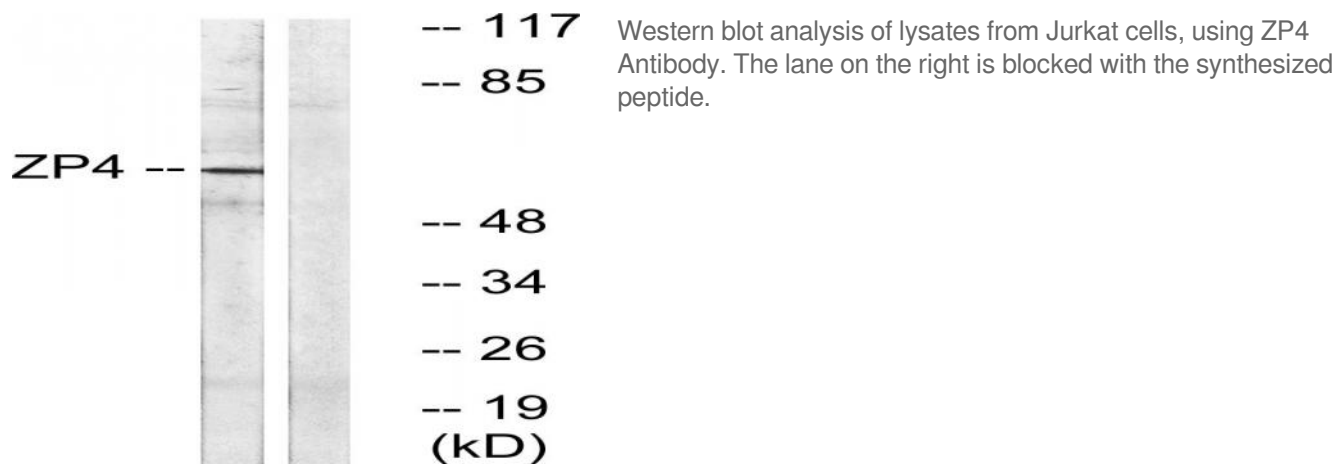 -- 117
-- 85
ZP4 --
-- 48
-- 34
-- 26
-- 19
(kD)
Western blot analysis of lysates from Jurkat cells, using ZP4
Antibody. The lane on the right is blocked with the synthesized
peptide.